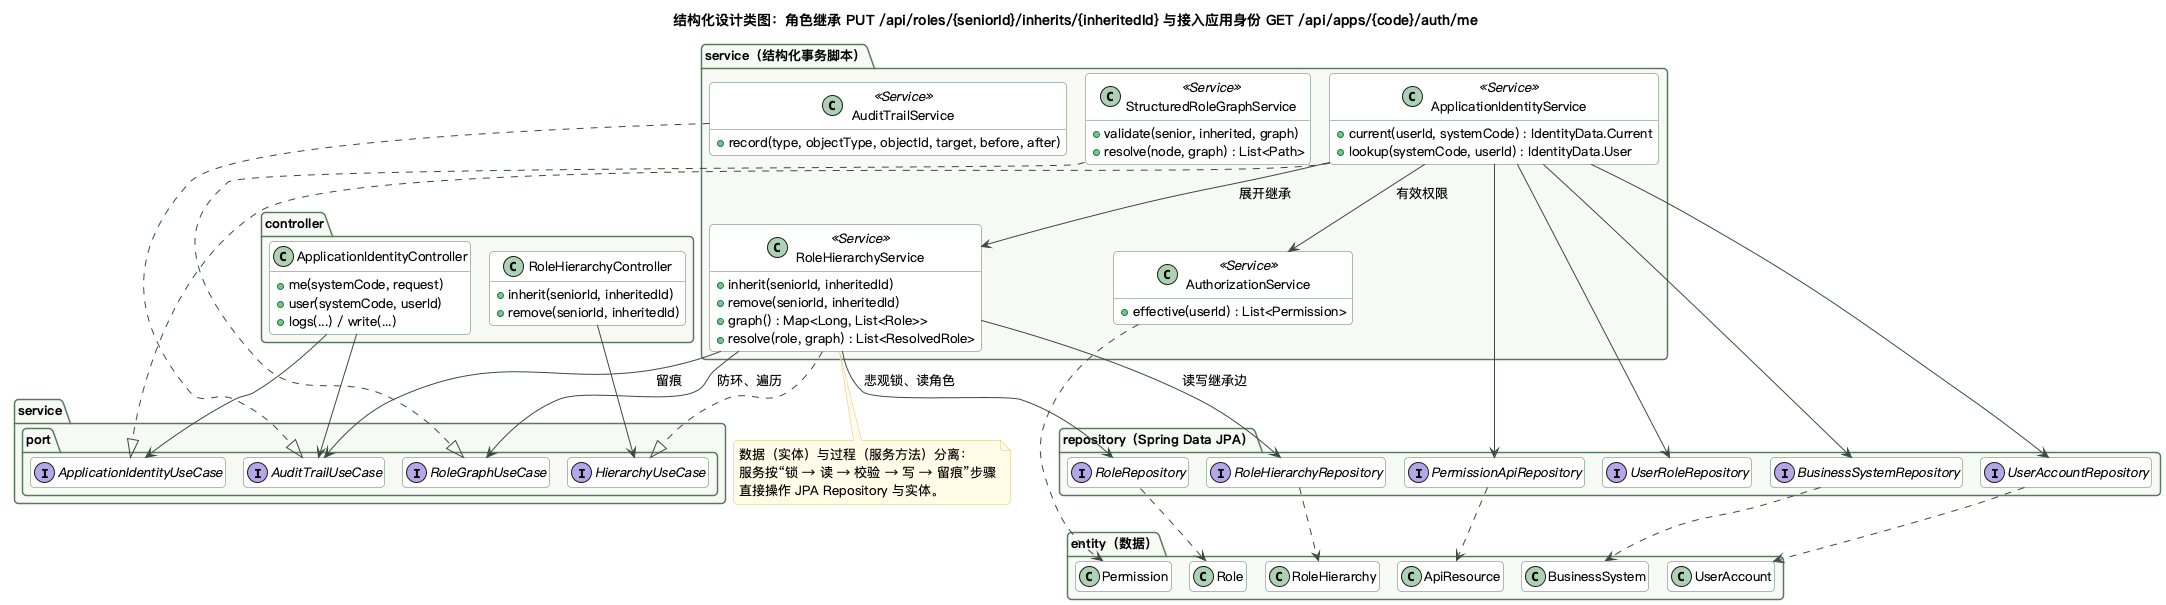 结构化设计类图：角色继承 PUT /api/roles/{seniorId}/inherits/{inheritedId} 与接入应用身份 GET /api/apps/{code}/auth/me
service（结构化事务脚本）
«Service»
AuditTrailService
record(type, objectType, objectId, target, before, after)
«Service»
StructuredRoleGraphService
validate(senior, inherited, graph)
resolve(node, graph) : List<Path>
«Service»
ApplicationIdentityService
current(userId, systemCode) : IdentityData.Current
lookup(systemCode, userId) : IdentityData.User
展开继承
有效权限
controller
ApplicationIdentityController
me(systemCode, request)
user(systemCode, userId)
logs(...) / write(...)
RoleHierarchyController
inherit(seniorId, inheritedId)
remove(seniorId, inheritedId)
«Service»
RoleHierarchyService
inherit(seniorId, inheritedId)
remove(seniorId, inheritedId)
graph() : Map<Long, List<Role>>
resolve(role, graph) : List<ResolvedRole>
«Service»
AuthorizationService
effective(userId) : List<Permission>
留痕
防环、遍历
悲观锁、读角色
读写继承边
service
port
ApplicationIdentityUseCase
AuditTrailUseCase
RoleGraphUseCase
HierarchyUseCase
数据（实体）与过程（服务方法）分离：
服务按“锁 → 读 → 校验 → 写 → 留痕”步骤
直接操作 JPA Repository 与实体。
repository（Spring Data JPA）
RoleRepository
RoleHierarchyRepository
PermissionApiRepository
UserRoleRepository
BusinessSystemRepository
UserAccountRepository
entity（数据）
Permission
Role
RoleHierarchy
ApiResource
BusinessSystem
UserAccount